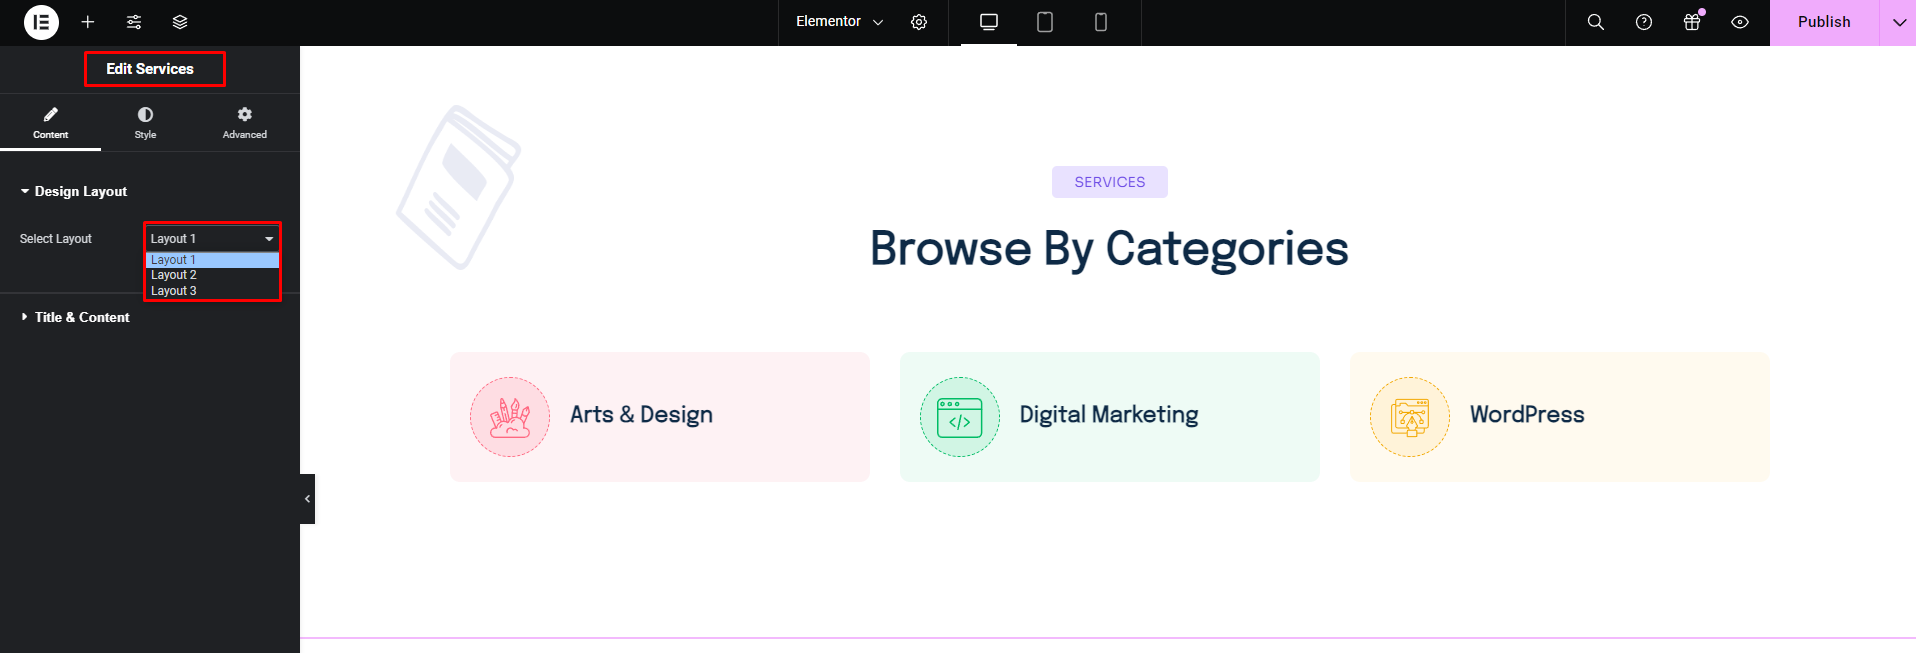 Elementor
Publish
Edit Services
Content
Style
Advanced
Design Layout
Select Layout
Layout 1
Layout 1
Layout 2
Layout 3
Title & Content
SERVICES
Browse By Categories
Arts & Design
Digital Marketing
WordPress